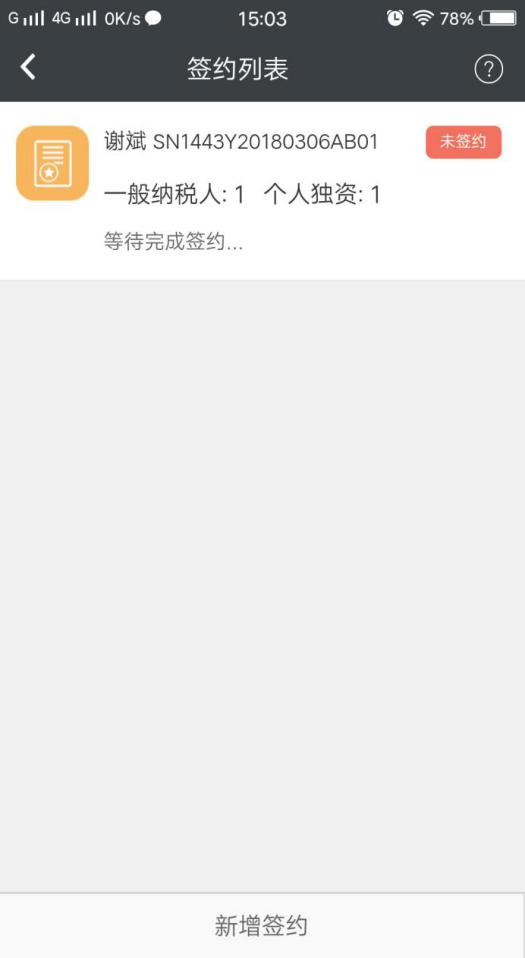 G 4G 0K/s 15:03 78%
签约列表 ?
谢斌 SN1443Y20180306AB01 未签约
一般纳税人: 1 个人独资: 1
等待完成签约...
新增签约